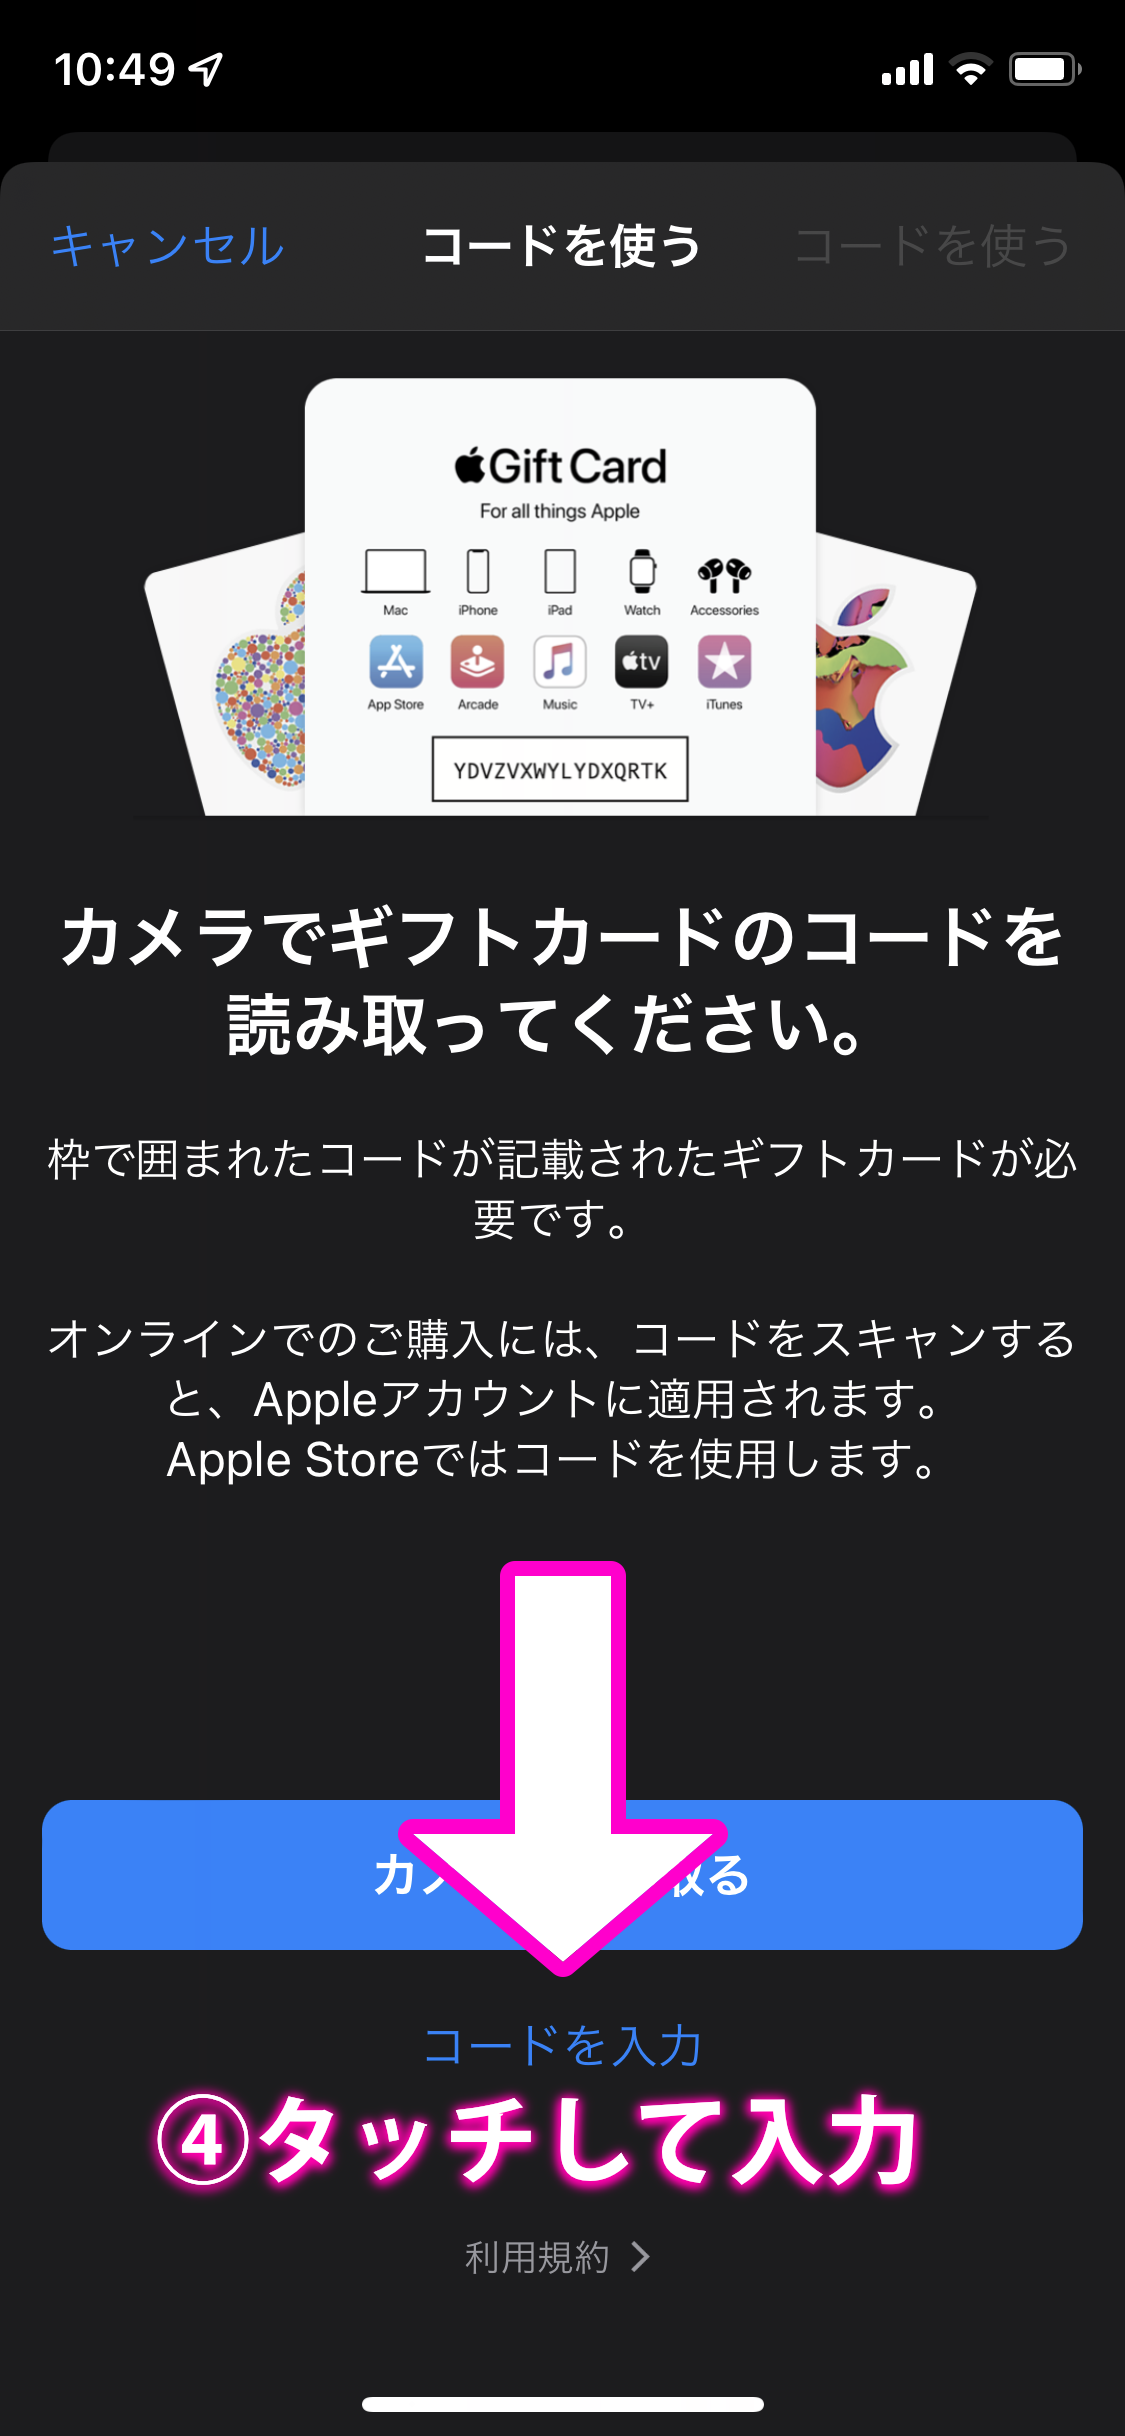 10:49
キャンセル コードを使う コードを使う
Gift Card
For all things Apple
Mac iPhone iPad Watch Accessories
tv
App Store Arcade Music TV+ iTunes
YDVZVXWYLYDXQRTK
カメラでギフトカードのコードを
読み取ってください。
枠で囲まれたコードが記載されたギフトカードが必
要です。
オンラインでのご購入には、コードをスキャンする
と、Appleアカウントに適用されます。
Apple Storeではコードを使用します。
カメ 取る
コードを入力
④タッチして入力
利用規約